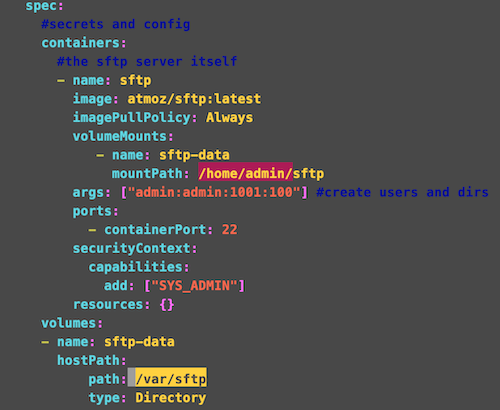 spec:
  #secrets and config
  containers:
    #the sftp server itself
    - name: sftp
      image: atmoz/sftp:latest
      imagePullPolicy: Always
      volumeMounts:
         - name: sftp-data
           mountPath: /home/admin/sftp
      args: ["admin:admin:1001:100"] #create users and dirs
      ports:
        - containerPort: 22
      securityContext:
        capabilities:
          add: ["SYS_ADMIN"]
      resources: {}
  volumes:
  - name: sftp-data
    hostPath:
        path: /var/sftp
        type: Directory